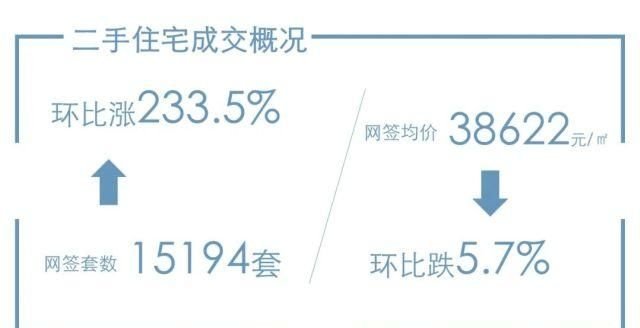 二手住宅成交概况
环比涨233.5%
网签套数 15194套
网签均价 38622元/㎡
环比跌5.7%